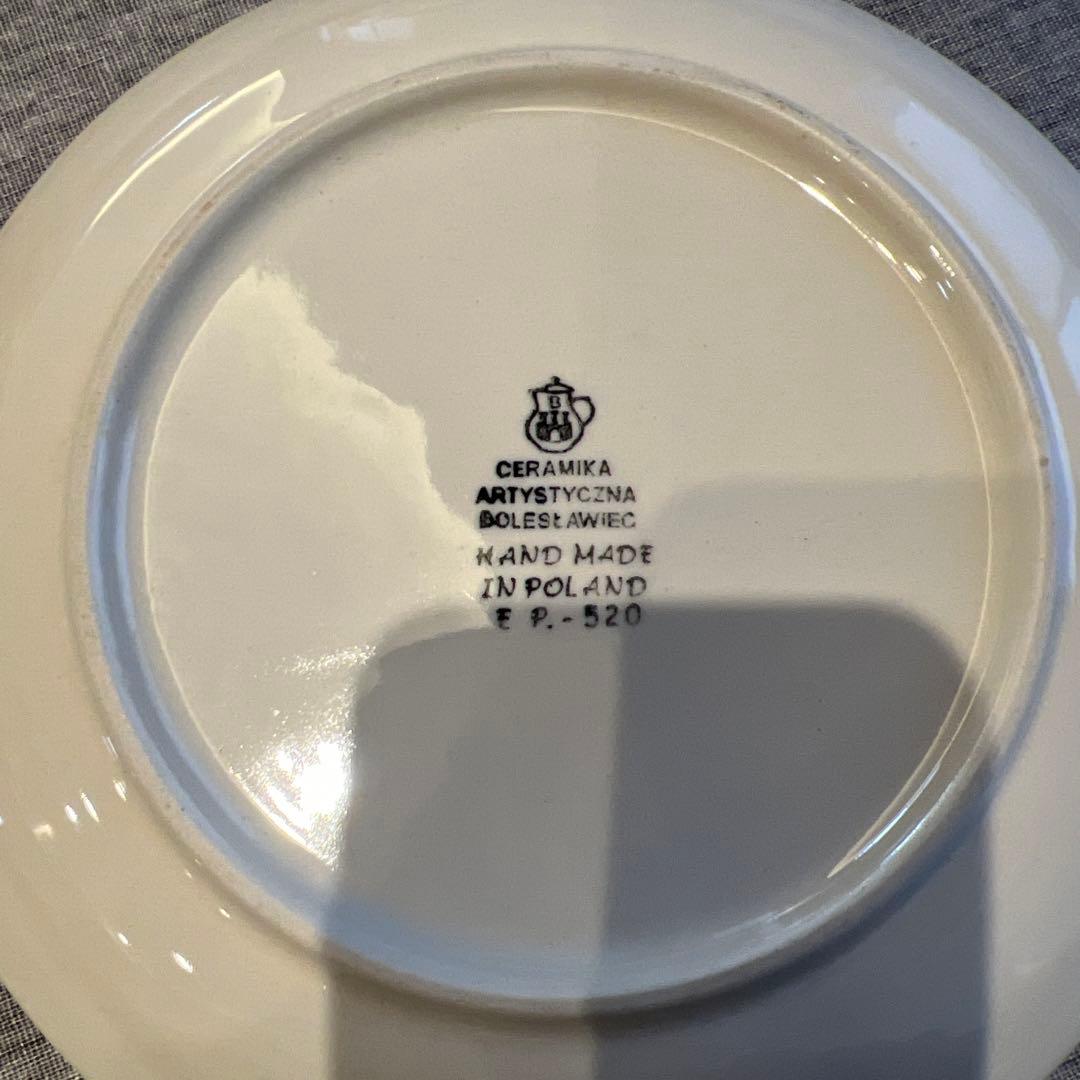 B
CERAMIKA
ARTYSTYCZNA
BOLESŁAWIEC
HAND MADE
IN POLAND
E P.-520